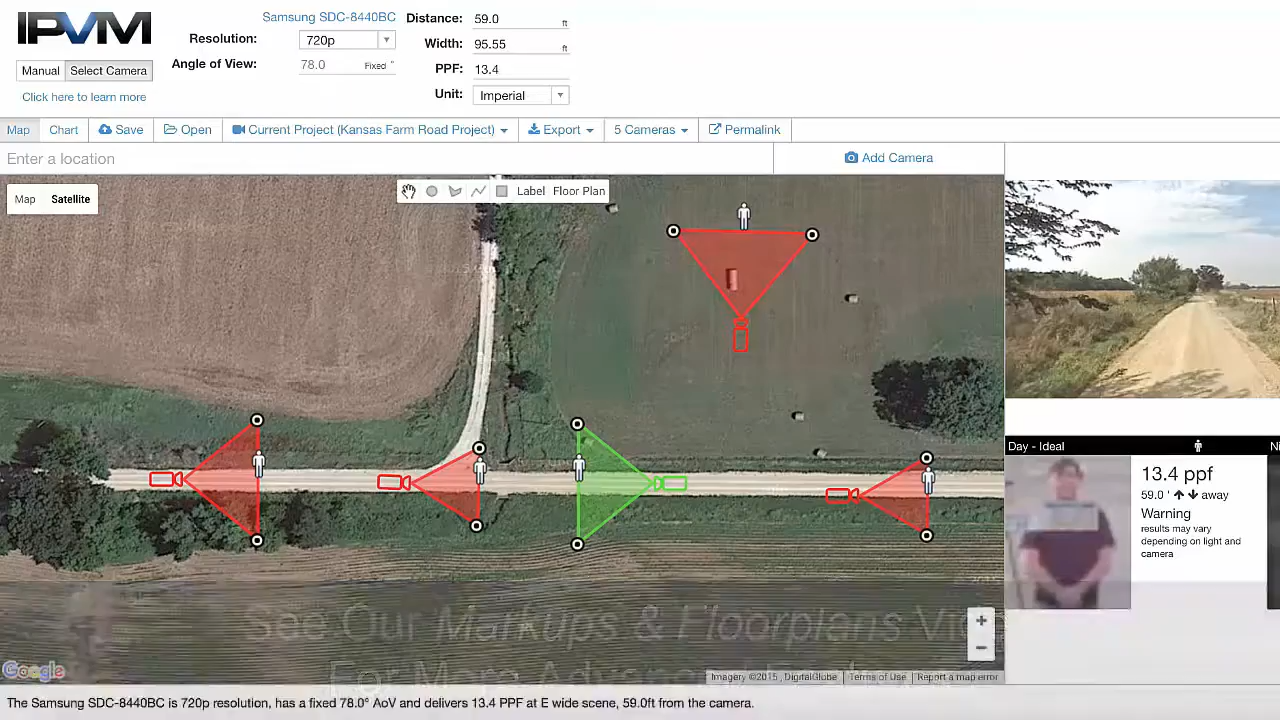 IPVM
Samsung SDC-8440BC
Resolution:
720p
Angle of View:
78.0
Fixed °
Distance:
59.0
ft
Width:
95.55
ft
PPF:
13.4
Unit:
Imperial
Manual
Select Camera
Click here to learn more
Map
Chart
Save
Open
Current Project (Kansas Farm Road Project)
Export
5 Cameras
Permalink
Enter a location
Add Camera
Map
Satellite
Label
Floor Plan
Day - Ideal
13.4 ppf
59.0 ' away
Warning
results may vary
depending on light and
camera
See Our Markups & Floorplans
For More Advanced
Google
Imagery ©2015 , DigitalGlobe
Terms of Use
Report a map error
The Samsung SDC-8440BC is 720p resolution, has a fixed 78.0° AoV and delivers 13.4 PPF at E wide scene, 59.0ft from the camera.